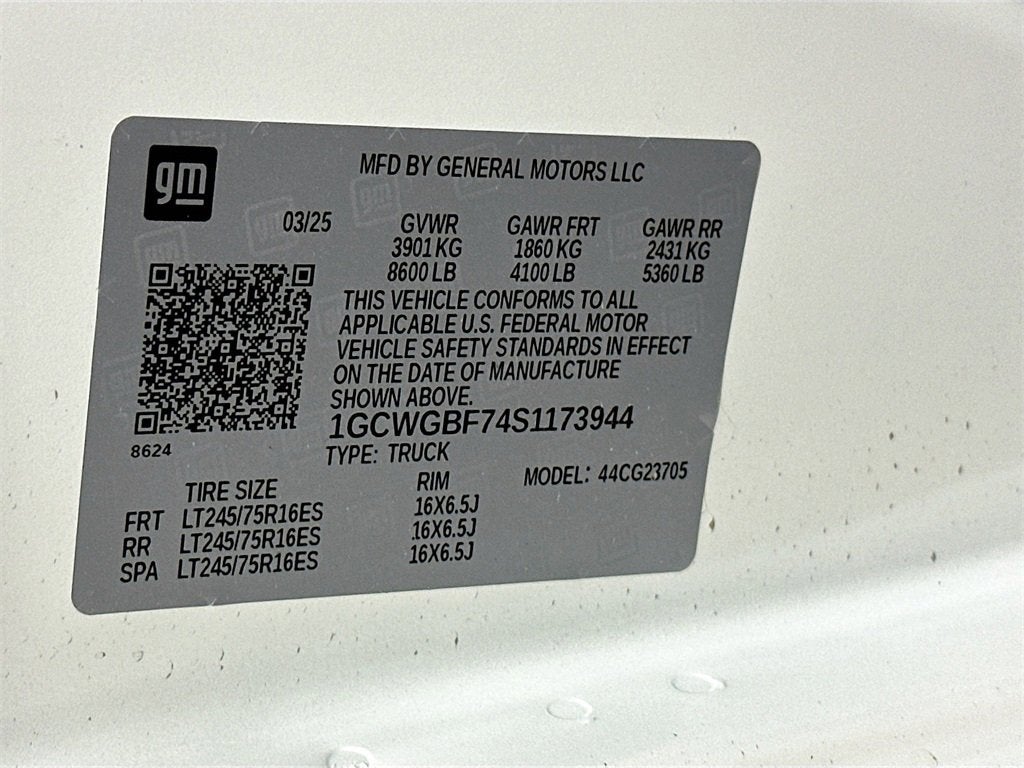 gm
MFD BY GENERAL MOTORS LLC
03/25 GVWR GAWR FRT GAWR RR
3901 KG 1860 KG 2431 KG
8600 LB 4100 LB 5360 LB
THIS VEHICLE CONFORMS TO ALL
APPLICABLE U.S. FEDERAL MOTOR
VEHICLE SAFETY STANDARDS IN EFFECT
ON THE DATE OF MANUFACTURE
SHOWN ABOVE.
1GCWGBF74S1173944
8624
TYPE: TRUCK
MODEL: 44CG23705
TIRE SIZE RIM
FRT LT245/75R16ES 16X6.5J
RR LT245/75R16ES 16X6.5J
SPA LT245/75R16ES 16X6.5J